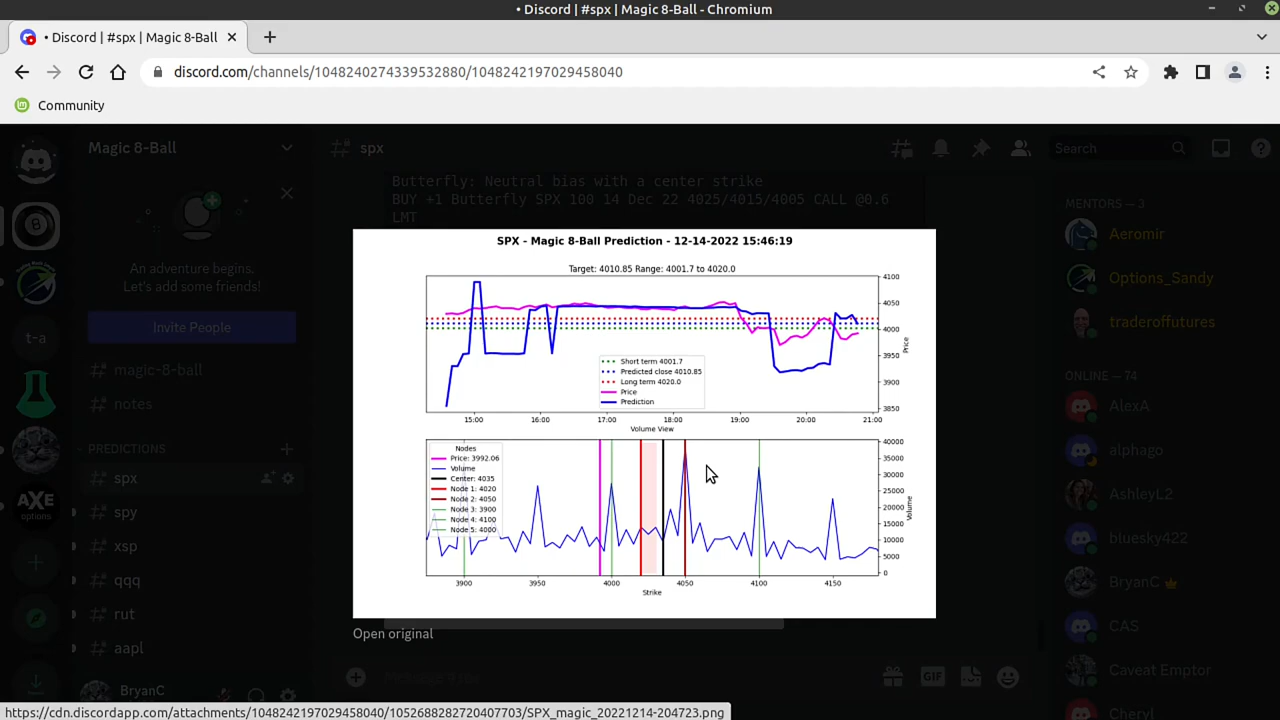 • Discord | #spx | Magic 8-Ball - Chromium
• Discord | #spx | Magic 8-Ball
discord.com/channels/1048240274339532880/1048242197029458040
Community
Magic 8-Ball
spx
Search
An adventure begins.
Let's add some friends!
Invite People
magic-8-ball
notes
PREDICTIONS
spx
spy
xsp
qqq
rut
aapl
BryanC
t-a
AXE
options
Butterfly: Neutral bias with a center strike
BUY +1 Butterfly SPX 100 14 Dec 22 4025/4015/4005 CALL @0.6
LMT
SPX - Magic 8-Ball Prediction - 12-14-2022 15:46:19
Target: 4010.85 Range: 4001.7 to 4020.0
4100
4050
4000
3950
3900
3850
Price
Short term 4001.7
Predicted close 4010.85
Long term 4020.0
Price
Prediction
15:00 16:00 17:00 18:00 19:00 20:00 21:00
Volume View
Nodes
Price: 3992.06
Volume
Center: 4035
Node 1: 4020
Node 2: 4050
Node 3: 3900
Node 4: 4100
Node 5: 4000
40000
35000
30000
25000
20000
15000
10000
5000
0
Volume
3900 3950 4000 4050 4100 4150
Strike
Open original
GIF
MENTORS — 3
Aeromir
Options_Sandy
traderoffutures
ONLINE — 74
AlexA
alphago
AshleyL2
bluesky422
BryanC
CAS
Caveat Emptor
Cheryl
https://cdn.discordapp.com/attachments/1048242197029458040/1052688282720407703/SPX_magic_20221214-204723.png